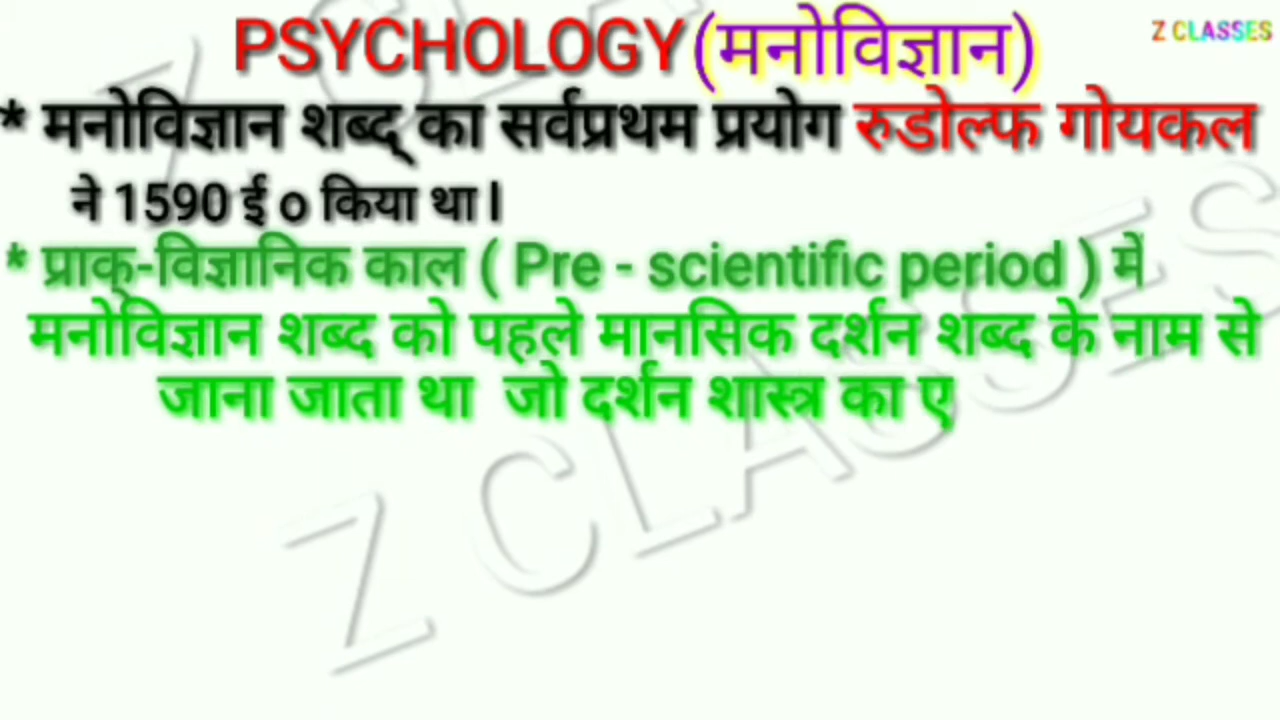 PSYCHOLOGY(मनोविज्ञान)
Z CLASSES
* मनोविज्ञान शब्द् का सर्वप्रथम प्रयोग रुडोल्फ गोयकल
ने 1590 ई o किया था l
* प्राक्-विज्ञानिक काल ( Pre - scientific period ) में
मनोविज्ञान शब्द को पहले मानसिक दर्शन शब्द के नाम से
जाना जाता था जो दर्शन शास्त्र का ए
Z CLASSES